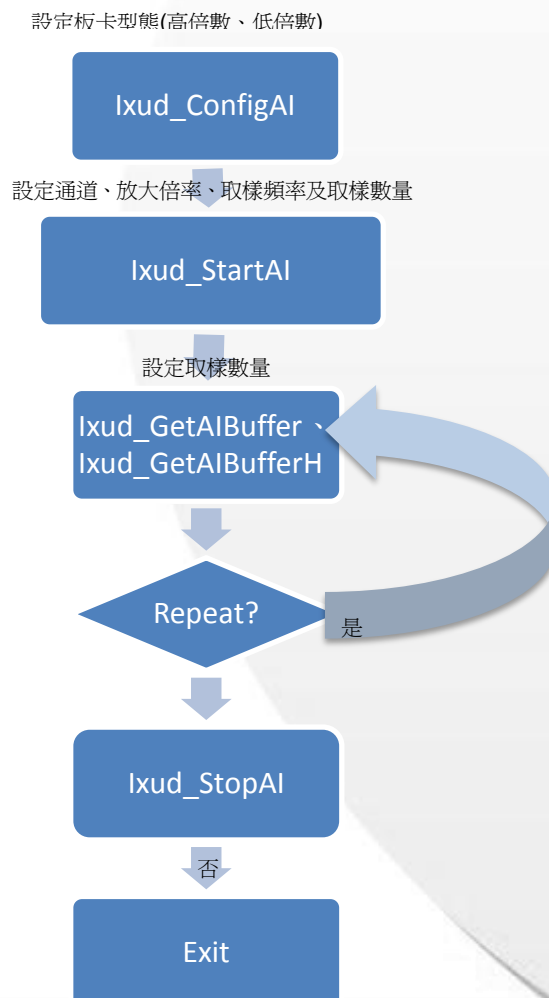 設定板卡型態(高倍數、低倍數)
Ixud_ConfigAI
設定通道、放大倍率、取樣頻率及取樣數量
Ixud_StartAI
設定取樣數量
Ixud_GetAIBuffer、
Ixud_GetAIBufferH
Repeat?
是
Ixud_StopAI
否
Exit